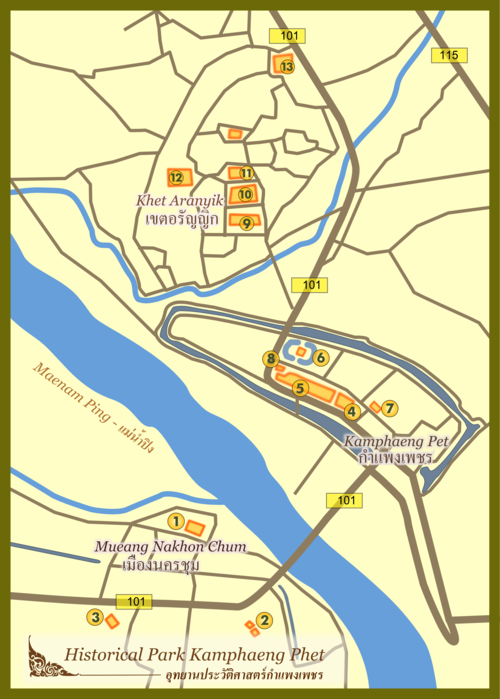 101
115
13
12
11
10
Khet Aranyik
เขตอรัญญิก
9
101
8
6
5
7
4
Kamphaeng Pet
กำแพงเพชร
Maenam Ping - แม่น้ำปิง
101
1
Mueang Nakhon Chum
เมืองนครชุม
101
3
2
Historical Park Kamphaeng Phet
อุทยานประวัติศาสตร์กำแพงเพชร